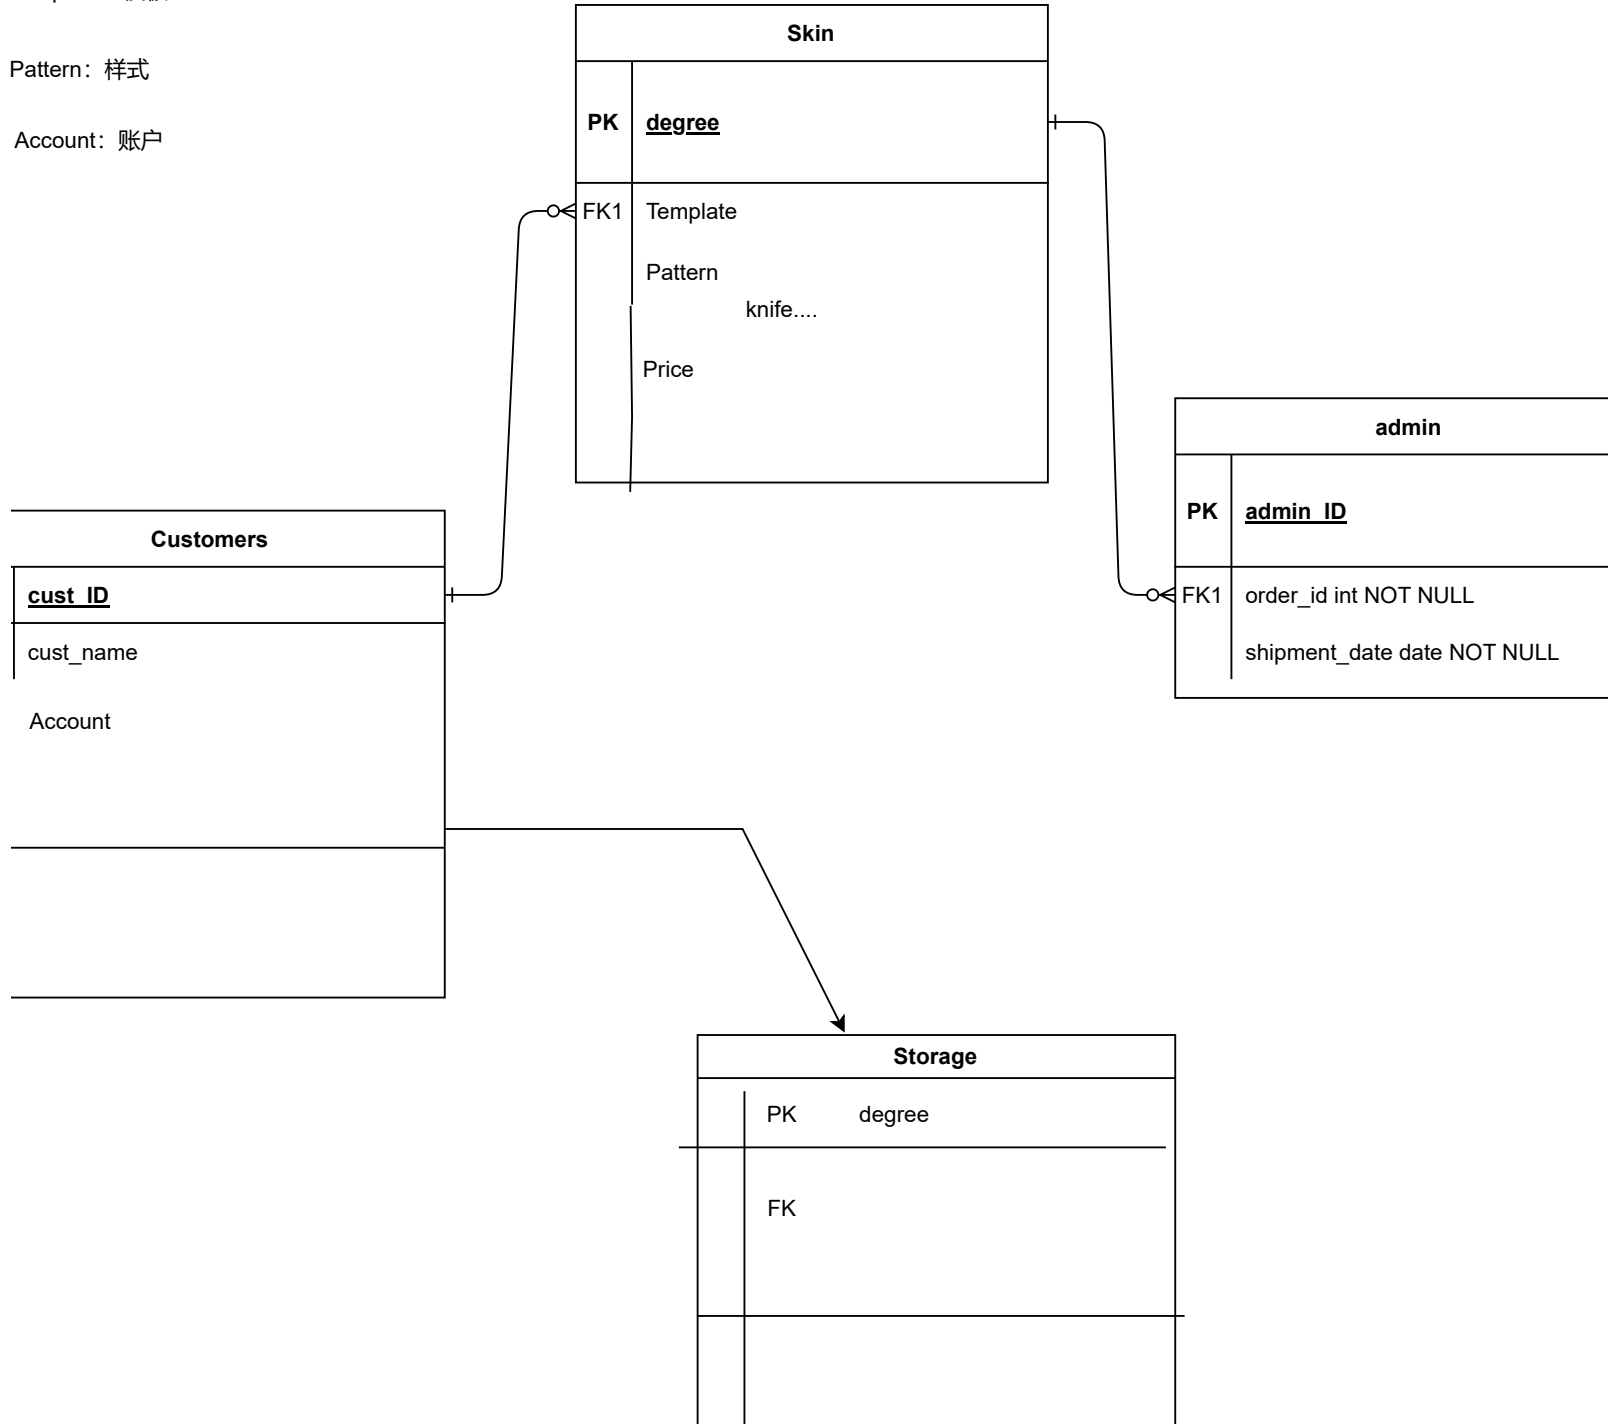 Pattern：样式
Account：账户
Skin
PK degree
FK1 Template
Pattern
knife....
Price
admin
PK admin_ID
FK1 order_id int NOT NULL
shipment_date date NOT NULL
Customers
cust_ID
cust_name
Account
Storage
PK degree
FK